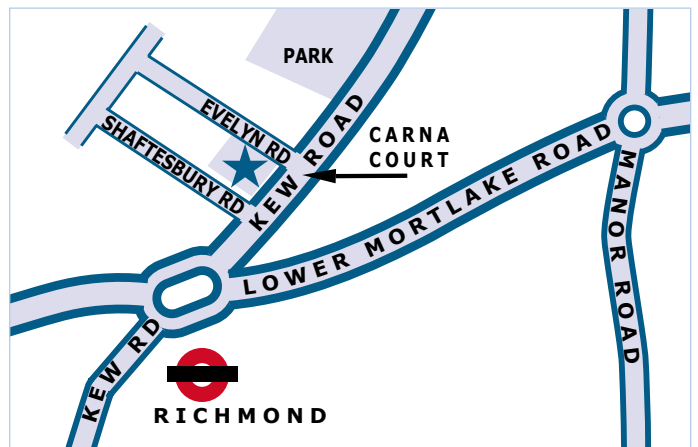 PARK
EVELYN RD
SHAFTESBURY RD
KEW ROAD
CARNA
COURT
LOWER MORTLAKE ROAD
MANOR ROAD
KEW RD
RICHMOND